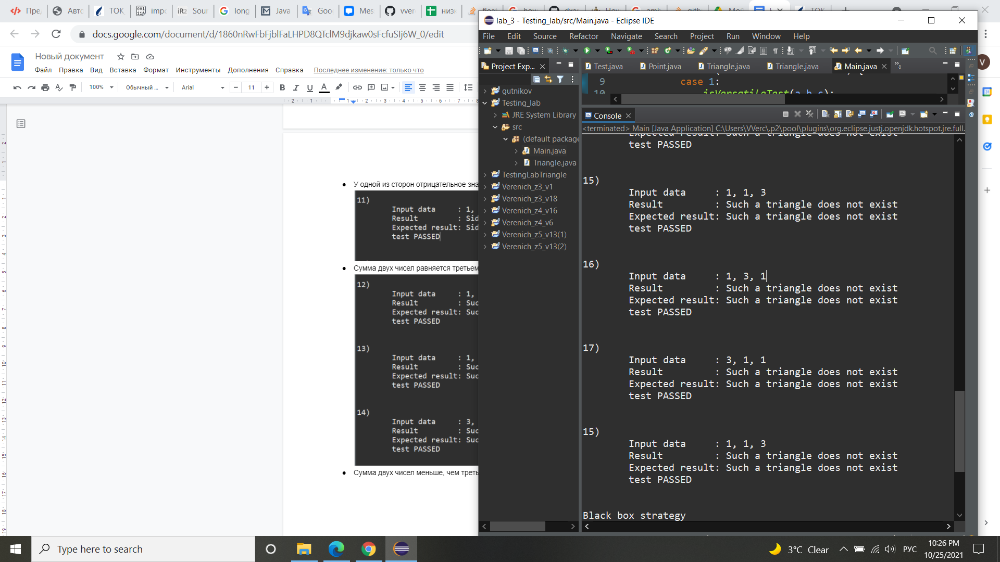 Пре
Авто
ТОК
impo
Sour
long
Java
Goo
Mes
vver
низк
docs.google.com/document/d/1860nRwFbFjbIFaLHPD8QTclM9djkaw0sFcfuSIj6W_0/edit
Новый документ
Файл Правка Вид Вставка Формат Инструменты Дополнения Справка Последнее изменение: только что
100% Обычный ... Arial 11
У одной из сторон отрицательное зна
11)
Input data : 1,
Result : Sid
Expected result: Sid
test PASSED
Сумма двух чисел равняется третьем
12)
Input data : 1,
Result : Suc
Expected result: Suc
test PASSED
13)
Input data : 1,
Result : Suc
Expected result: Suc
test PASSED
14)
Input data : 3,
Result : Suc
Expected result: Suc
test PASSED
Сумма двух чисел меньше, чем треть
lab_3 - Testing_lab/src/Main.java - Eclipse IDE
File Edit Source Refactor Navigate Search Project Run Window Help
Project Exp...
gutnikov
Testing_lab
JRE System Library
src
(default package
Main.java
Triangle.java
TestingLabTriangle
Verenich_z3_v1
Verenich_z3_v18
Verenich_z4_v16
Verenich_z4_v6
Verenich_z5_v13(1)
Verenich_z5_v13(2)
Test.java Point.java Triangle.java Triangle.java Main.java
9 case 1:
10 isVersatileTest(a,b,c);
Console
<terminated> Main [Java Application] C:\Users\VVerc\.p2\pool\plugins\org.eclipse.justj.openjdk.hotspot.jre.full.
Expected result: Such a triangle does not exist
test PASSED
15)
Input data : 1, 1, 3
Result : Such a triangle does not exist
Expected result: Such a triangle does not exist
test PASSED
16)
Input data : 1, 3, 1
Result : Such a triangle does not exist
Expected result: Such a triangle does not exist
test PASSED
17)
Input data : 3, 1, 1
Result : Such a triangle does not exist
Expected result: Such a triangle does not exist
test PASSED
15)
Input data : 1, 1, 3
Result : Such a triangle does not exist
Expected result: Such a triangle does not exist
test PASSED
Black box strategy
V
Type here to search
3°C Clear
РУС
10:26 PM
10/25/2021